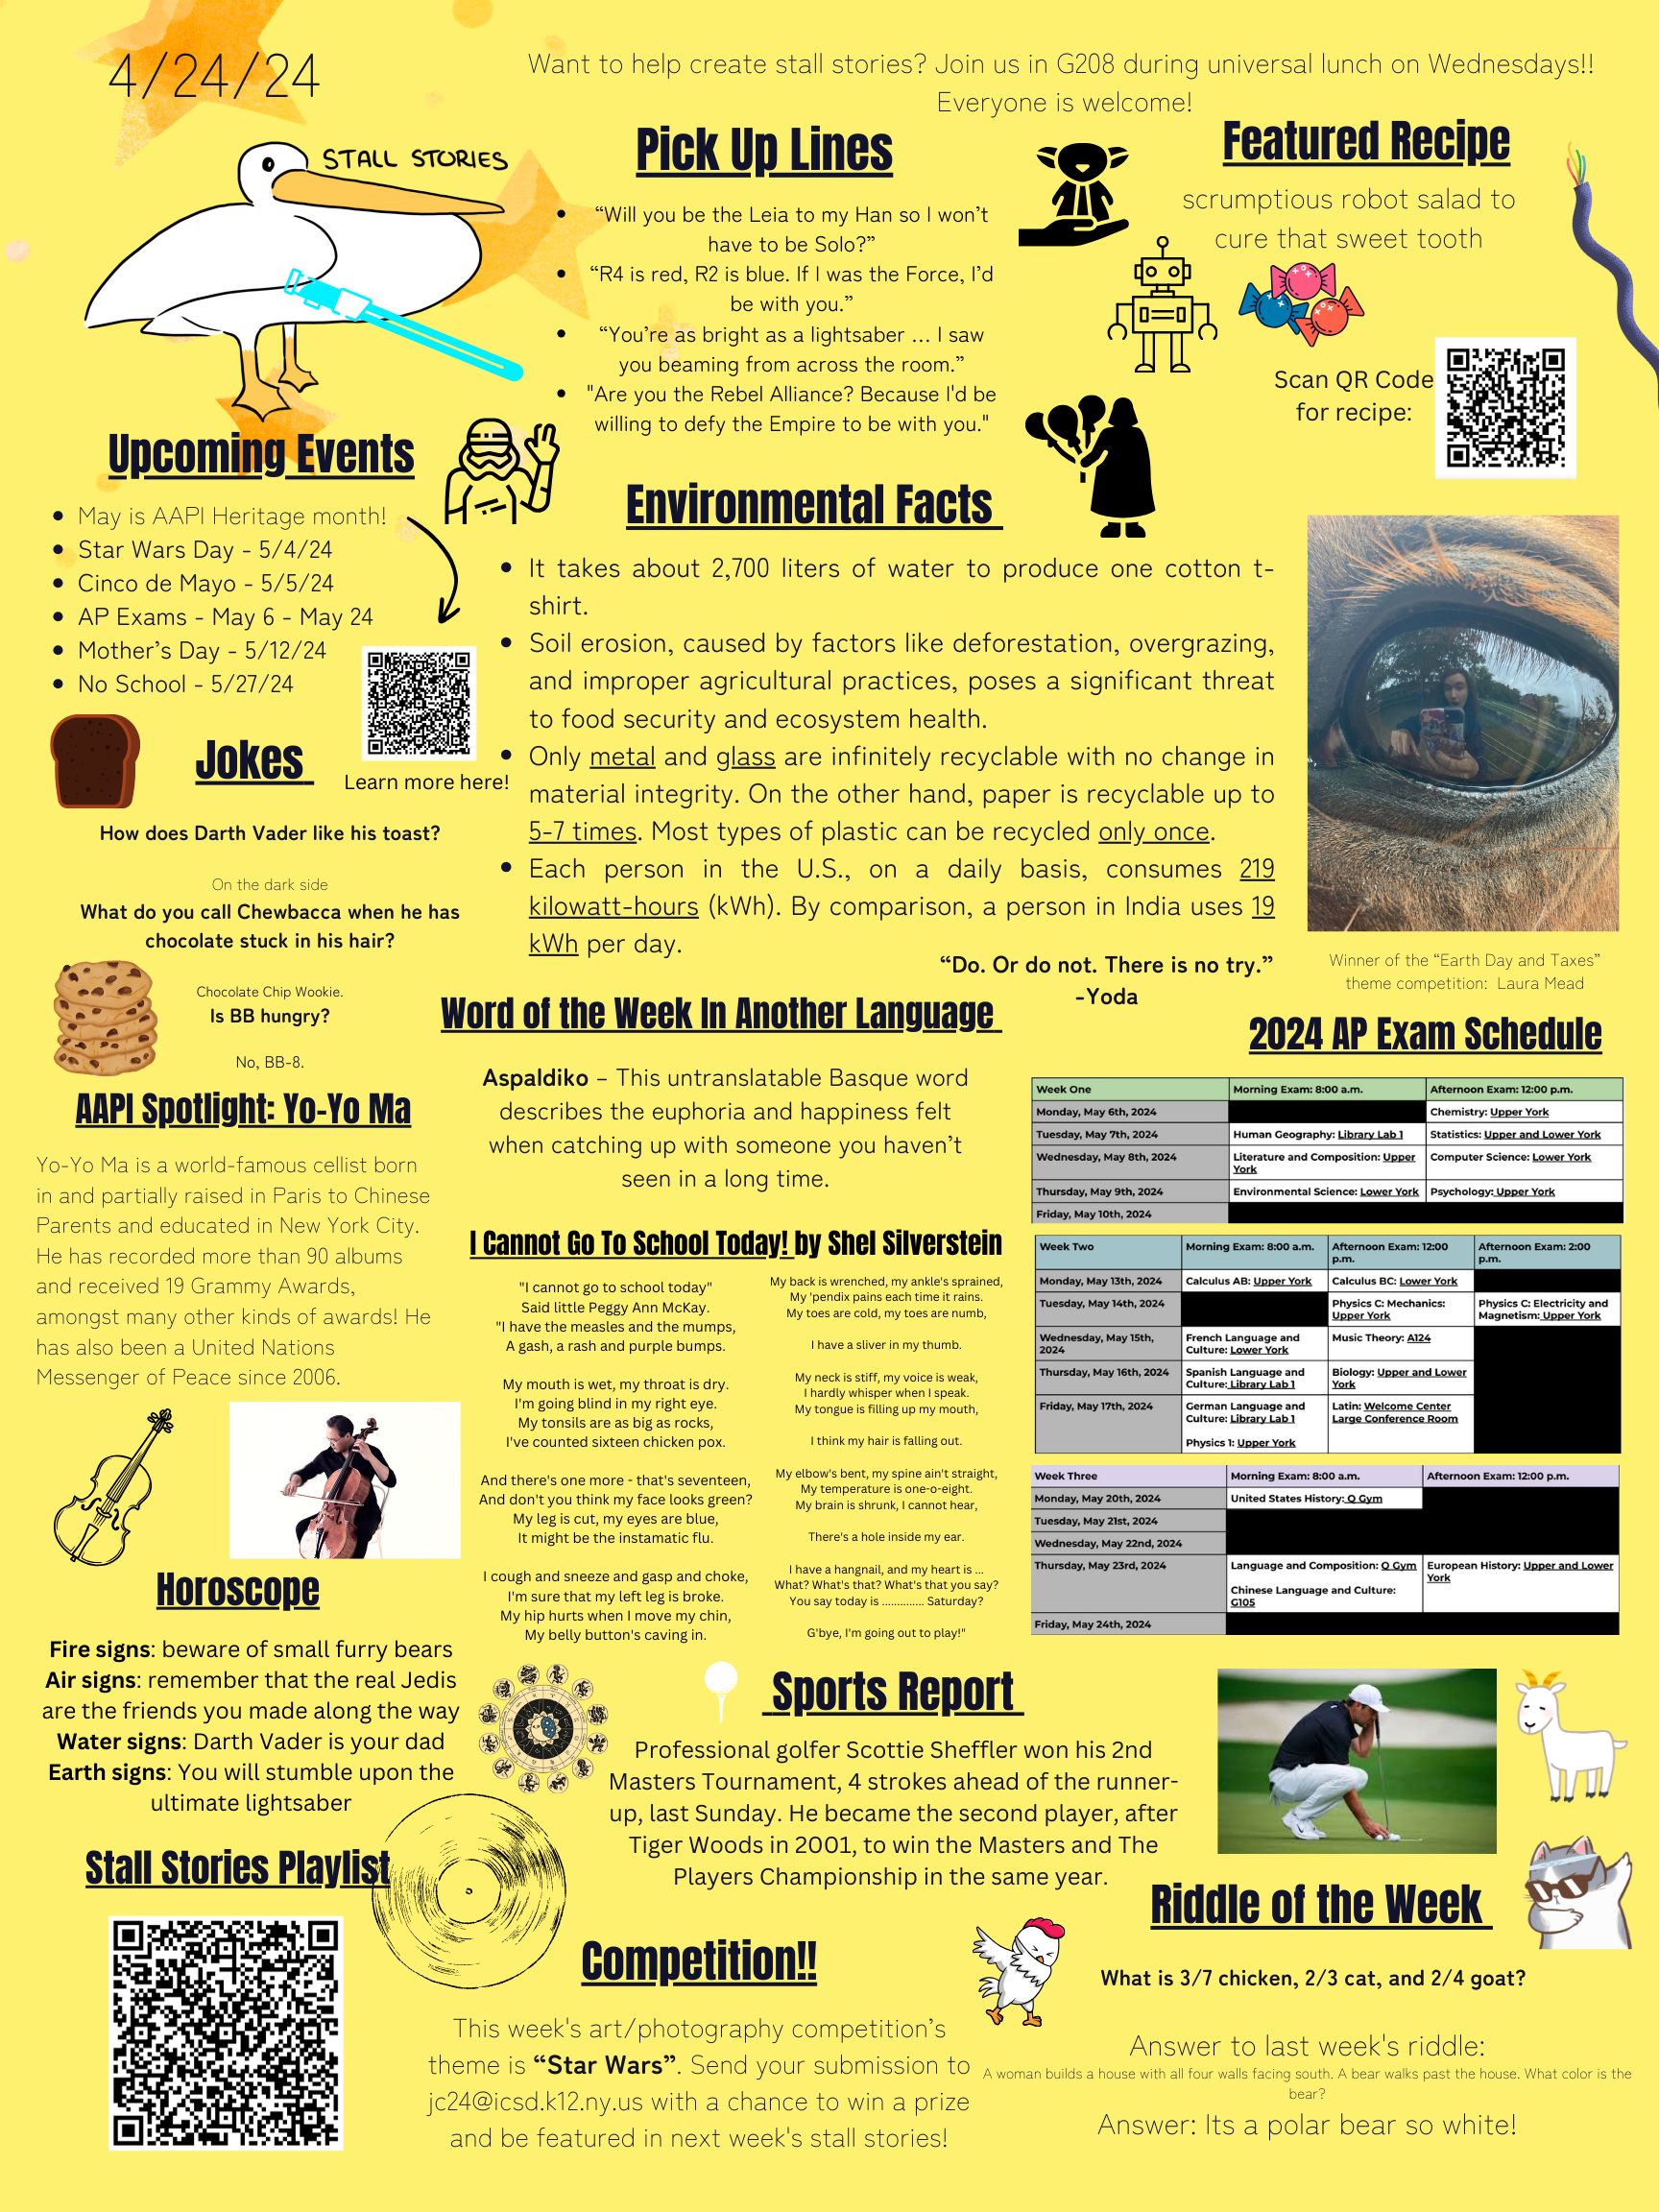 4/24/24
Want to help create stall stories? Join us in G208 during universal lunch on Wednesdays!!
Everyone is welcome!
STALL STORIES
Pick Up Lines
“Will you be the Leia to my Han so I won’t
have to be Solo?”
“R4 is red, R2 is blue. If I was the Force, I’d
be with you.”
“You’re as bright as a lightsaber ... I saw
you beaming from across the room.”
"Are you the Rebel Alliance? Because I'd be
willing to defy the Empire to be with you."
Featured Recipe
scrumptious robot salad to
cure that sweet tooth
Scan QR Code
for recipe:
Upcoming Events
May is AAPI Heritage month!
Star Wars Day - 5/4/24
Cinco de Mayo - 5/5/24
AP Exams - May 6 - May 24
Mother’s Day - 5/12/24
No School - 5/27/24
Learn more here!
Environmental Facts
It takes about 2,700 liters of water to produce one cotton t-
shirt.
Soil erosion, caused by factors like deforestation, overgrazing,
and improper agricultural practices, poses a significant threat
to food security and ecosystem health.
Only metal and glass are infinitely recyclable with no change in
material integrity. On the other hand, paper is recyclable up to
5-7 times. Most types of plastic can be recycled only once.
Each person in the U.S., on a daily basis, consumes 219
kilowatt-hours (kWh). By comparison, a person in India uses 19
kWh per day.
“Do. Or do not. There is no try.”
-Yoda
Winner of the “Earth Day and Taxes”
theme competition: Laura Mead
Jokes
How does Darth Vader like his toast?
On the dark side
What do you call Chewbacca when he has
chocolate stuck in his hair?
Chocolate Chip Wookie.
Is BB hungry?
No, BB-8.
AAPI Spotlight: Yo-Yo Ma
Yo-Yo Ma is a world-famous cellist born
in and partially raised in Paris to Chinese
Parents and educated in New York City.
He has recorded more than 90 albums
and received 19 Grammy Awards,
amongst many other kinds of awards! He
has also been a United Nations
Messenger of Peace since 2006.
Word of the Week In Another Language
Aspaldiko – This untranslatable Basque word
describes the euphoria and happiness felt
when catching up with someone you haven’t
seen in a long time.
I Cannot Go To School Today! by Shel Silverstein
"I cannot go to school today"
Said little Peggy Ann McKay.
"I have the measles and the mumps,
A gash, a rash and purple bumps.
My mouth is wet, my throat is dry.
I'm going blind in my right eye.
My tonsils are as big as rocks,
I've counted sixteen chicken pox.
And there's one more - that's seventeen,
And don't you think my face looks green?
My leg is cut, my eyes are blue,
It might be the instamatic flu.
I cough and sneeze and gasp and choke,
I'm sure that my left leg is broke.
My hip hurts when I move my chin,
My belly button's caving in.
My back is wrenched, my ankle's sprained,
My 'pendix pains each time it rains.
My toes are cold, my toes are numb,
I have a sliver in my thumb.
My neck is stiff, my voice is weak,
I hardly whisper when I speak.
My tongue is filling up my mouth,
I think my hair is falling out.
My elbow's bent, my spine ain't straight,
My temperature is one-o-eight.
My brain is shrunk, I cannot hear,
There's a hole inside my ear.
I have a hangnail, and my heart is ...
What? What's that? What's that you say?
You say today is ............. Saturday?
G'bye, I'm going out to play!"
2024 AP Exam Schedule
Week One Morning Exam: 8:00 a.m. Afternoon Exam: 12:00 p.m.
Monday, May 6th, 2024 Chemistry: Upper York
Tuesday, May 7th, 2024 Human Geography: Library Lab 1 Statistics: Upper and Lower York
Wednesday, May 8th, 2024 Literature and Composition: Upper York Computer Science: Lower York
Thursday, May 9th, 2024 Environmental Science: Lower York Psychology: Upper York
Friday, May 10th, 2024
Week Two Morning Exam: 8:00 a.m. Afternoon Exam: 12:00 p.m. Afternoon Exam: 2:00 p.m.
Monday, May 13th, 2024 Calculus AB: Upper York Calculus BC: Lower York
Tuesday, May 14th, 2024 Physics C: Mechanics: Upper York Physics C: Electricity and Magnetism: Upper York
Wednesday, May 15th, 2024 French Language and Culture: Lower York Music Theory: A124
Thursday, May 16th, 2024 Spanish Language and Culture: Library Lab 1 Biology: Upper and Lower York
Friday, May 17th, 2024 German Language and Culture: Library Lab 1 Latin: Welcome Center Large Conference Room
Physics 1: Upper York
Week Three Morning Exam: 8:00 a.m. Afternoon Exam: 12:00 p.m.
Monday, May 20th, 2024 United States History: Q Gym
Tuesday, May 21st, 2024
Wednesday, May 22nd, 2024
Thursday, May 23rd, 2024 Language and Composition: Q Gym European History: Upper and Lower York
Chinese Language and Culture: G105
Friday, May 24th, 2024
Horoscope
Fire signs: beware of small furry bears
Air signs: remember that the real Jedis
are the friends you made along the way
Water signs: Darth Vader is your dad
Earth signs: You will stumble upon the
ultimate lightsaber
Stall Stories Playlist
Sports Report
Professional golfer Scottie Sheffler won his 2nd
Masters Tournament, 4 strokes ahead of the runner-
up, last Sunday. He became the second player, after
Tiger Woods in 2001, to win the Masters and The
Players Championship in the same year.
Competition!!
This week's art/photography competition’s
theme is “Star Wars”. Send your submission to
jc24@icsd.k12.ny.us with a chance to win a prize
and be featured in next week's stall stories!
Riddle of the Week
What is 3/7 chicken, 2/3 cat, and 2/4 goat?
Answer to last week's riddle:
A woman builds a house with all four walls facing south. A bear walks past the house. What color is the
bear?
Answer: Its a polar bear so white!